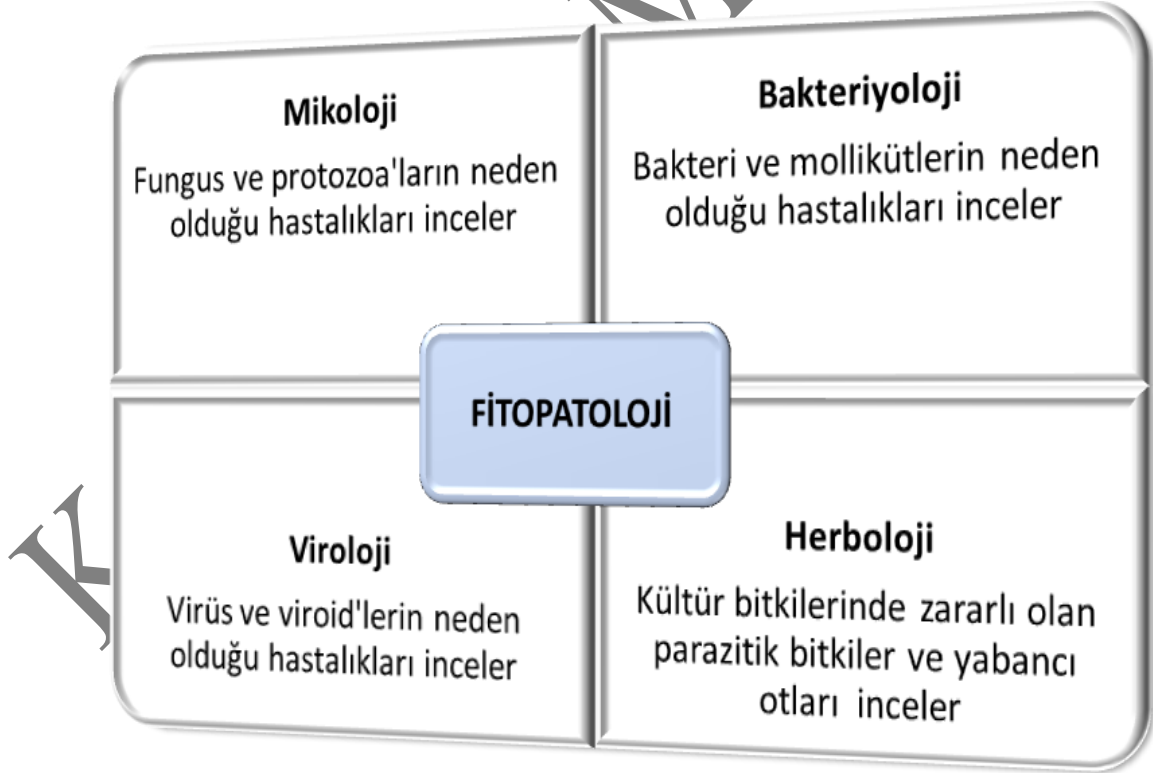 Mikoloji
Fungus ve protozoa'ların neden
olduğu hastalıkları inceler
Bakteriyoloji
Bakteri ve mollikütlerin neden
olduğu hastalıkları inceler
FİTOPATOLOJİ
Viroloji
Virüs ve viroid'lerin neden
olduğu hastalıkları inceler
Herboloji
Kültür bitkilerinde zararlı olan
parazitik bitkiler ve yabancı
otları inceler